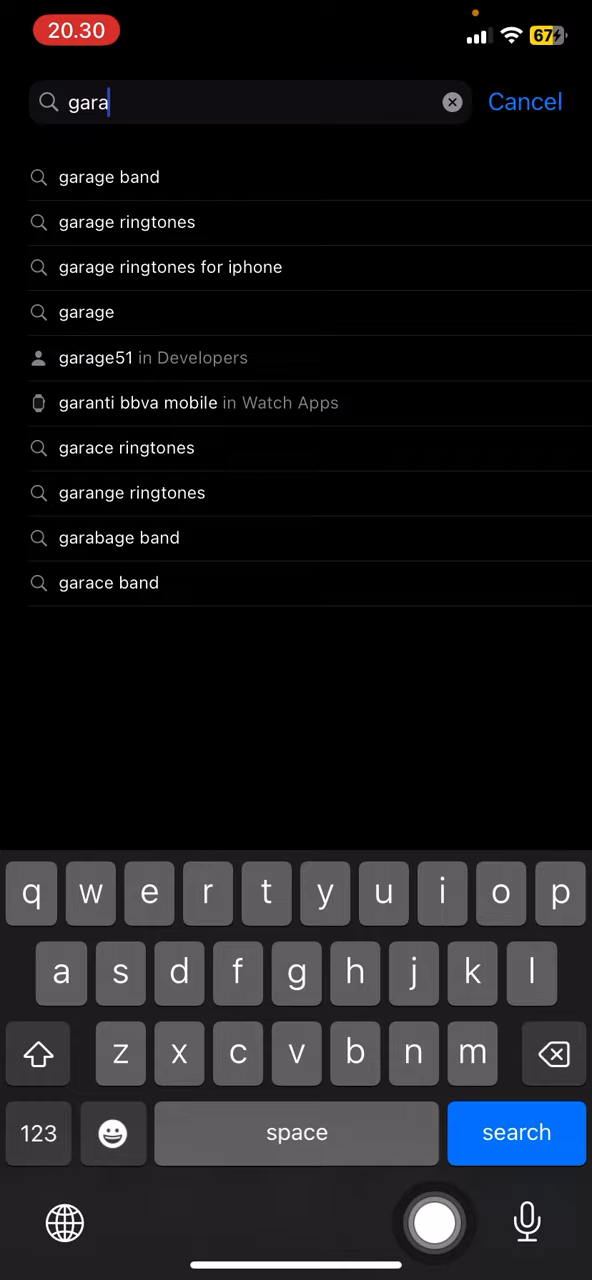 20.30
67
gara
Cancel
garage band
garage ringtones
garage ringtones for iphone
garage
garage51 in Developers
garanti bbva mobile in Watch Apps
garace ringtones
garange ringtones
garabage band
garace band
q w e r t y u i o p
a s d f g h j k l
z x c v b n m
123 space search